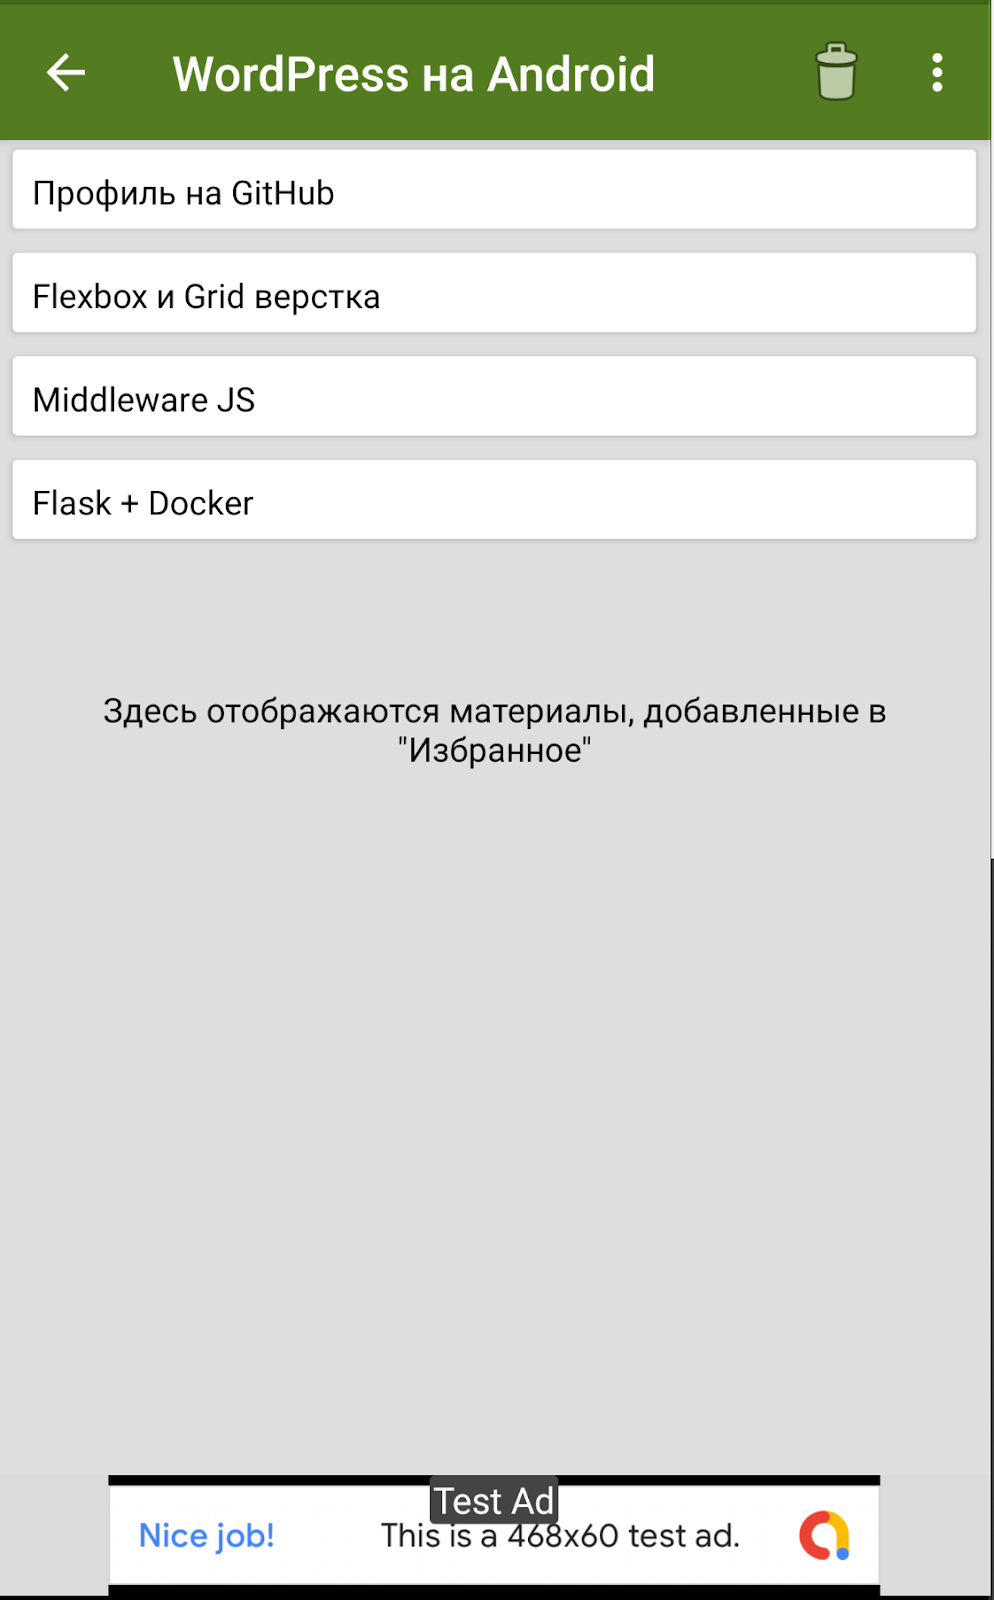 WordPress на Android
Профиль на GitHub
Flexbox и Grid верстка
Middleware JS
Flask + Docker
Здесь отображаются материалы, добавленные в
"Избранное"
Test Ad
Nice job!
This is a 468x60 test ad.